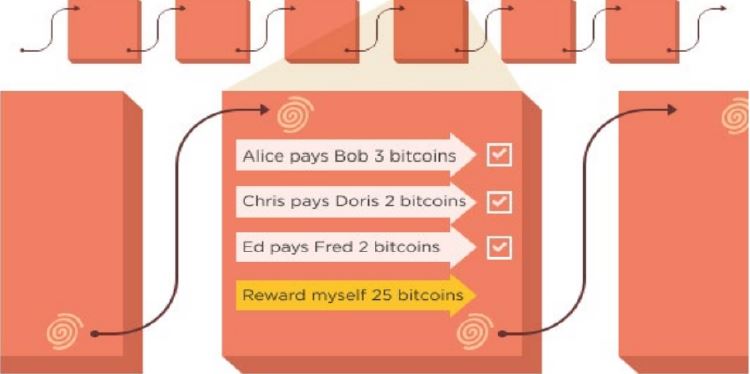 Alice pays Bob 3 bitcoins
Chris pays Doris 2 bitcoins
Ed pays Fred 2 bitcoins
Reward myself 25 bitcoins